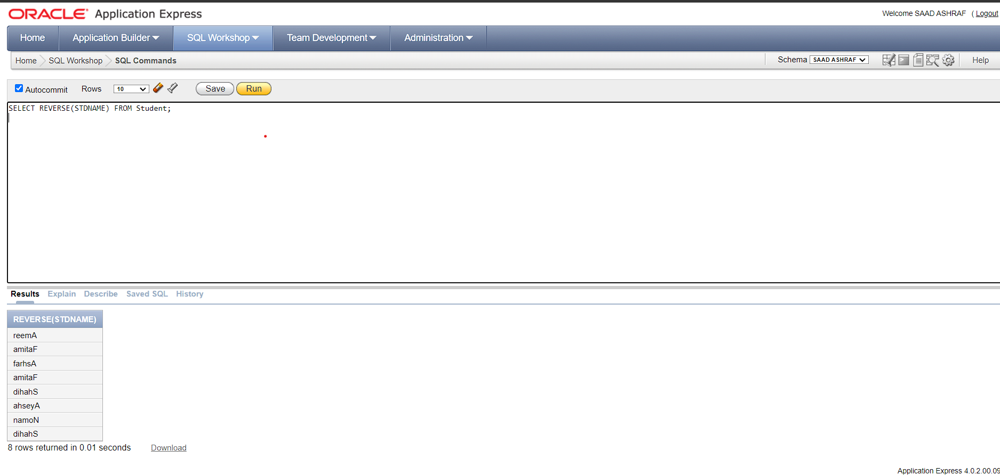 ORACLE Application Express
Welcome SAAD ASHRAF ( Logout
Home Application Builder SQL Workshop Team Development Administration
Home SQL Workshop SQL Commands Schema SAAD ASHRAF Help
Autocommit Rows 10 Save Run
SELECT REVERSE(STDNAME) FROM Student;
Results Explain Describe Saved SQL History
REVERSE(STDNAME)
reemA
amitaF
farhsA
amitaF
dihahS
ahseyA
namoN
dihahS
8 rows returned in 0.01 seconds Download
Application Express 4.0.2.00.09